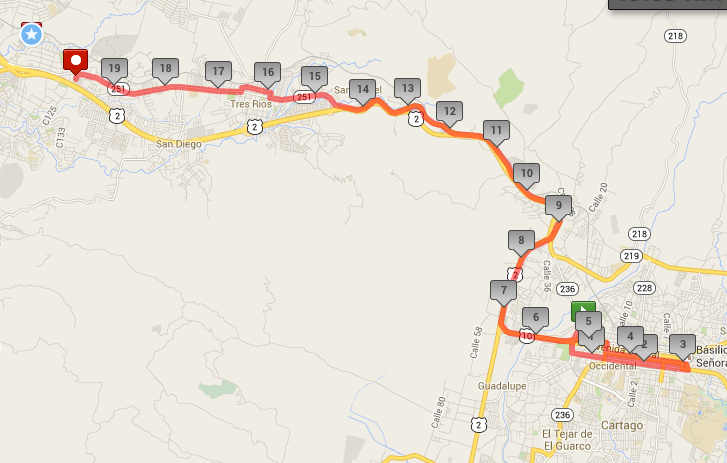 218
19
18
17
16
15
14
13
12
11
10
9
8
7
6
5
4
2
3
251
251
Tres Rios
San
el
C125
C133
2
2
2
San Diego
Calle 20
218
219
236
228
Calle 36
Calle 10
2
Calle 58
10
Occidental
Básili
Señora
Guadalupe
Calle 2
Calle 80
236
Cartago
2
El Tejar de
El Guarco